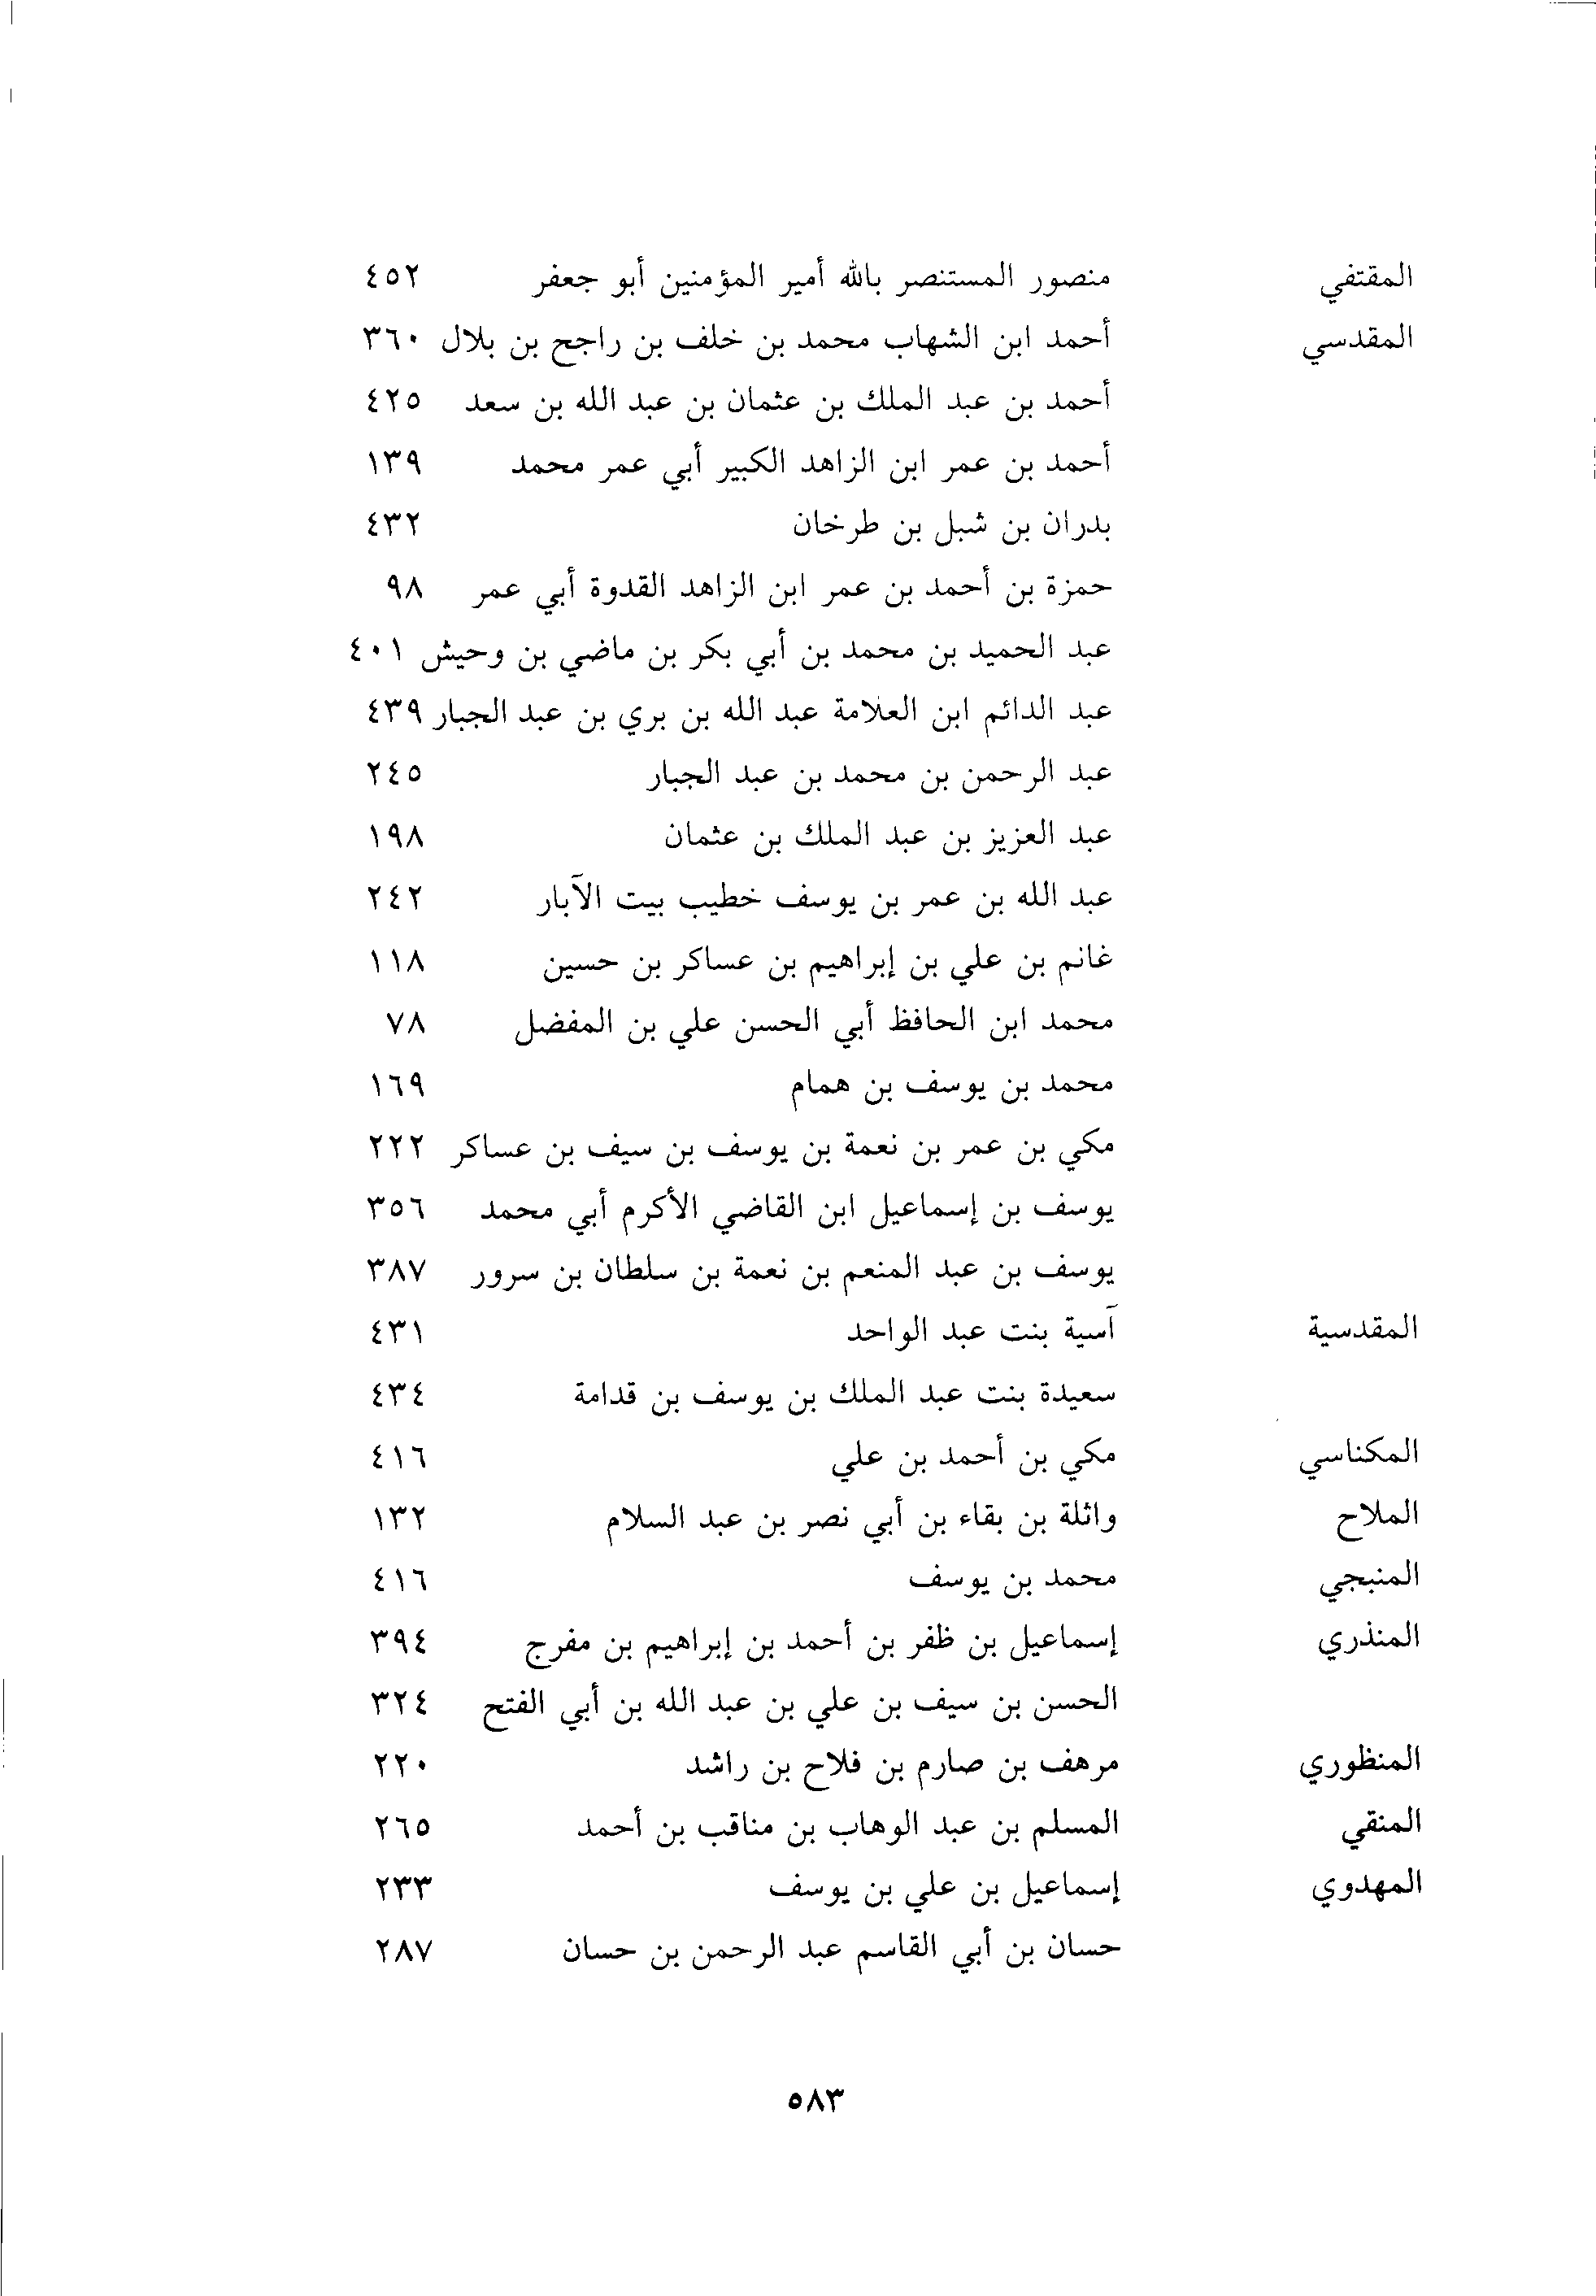 المقتفي منصور المستنصر بالله أمير المؤمنين أبو جعفر ٤٥٢
المقدسي أحمد ابن الشهاب محمد بن خلف بن راجح بن بلال ٣٦٠
أحمد بن عبد الملك بن عثمان بن عبد الله بن سعد ٤٢٥
أحمد بن عمر ابن الزاهد الكبير أبي عمر محمد ١٣٩
بدران بن شبل بن طرخان ٤٣٢
حمزة بن أحمد بن عمر ابن الزاهد القدوة أبي عمر ٩٨
عبد الحميد بن محمد بن أبي بكر بن ماضي بن وحيش ٤٠١
عبد الدائم ابن العلامة عبد الله بن بري بن عبد الجبار ٤٣٩
عبد الرحمن بن محمد بن عبد الجبار ٢٤٥
عبد العزيز بن عبد الملك بن عثمان ١٩٨
عبد الله بن عمر بن يوسف خطيب بيت الآبار ٢٤٢
غانم بن علي بن إبراهيم بن عساكر بن حسين ١١٨
محمد ابن الحافظ أبي الحسن علي بن المفضل ٧٨
محمد بن يوسف بن همام ١٦٩
مكي بن عمر بن نعمة بن يوسف بن سيف بن عساكر ٢٢٢
يوسف بن إسماعيل ابن القاضي الأكرم أبي محمد ٣٥٦
يوسف بن عبد المنعم بن نعمة بن سلطان بن سرور ٣٨٧
المقدسية آسية بنت عبد الواحد ٤٣١
سعيدة بنت عبد الملك بن يوسف بن قدامة ٤٣٤
المكناسي مكي بن أحمد بن علي ٤١٦
الملاح واثلة بن بقاء بن أبي نصر بن عبد السلام ١٣٢
المنبجي محمد بن يوسف ٤١٦
المنذري إسماعيل بن ظفر بن أحمد بن إبراهيم بن مفرج ٣٩٤
الحسن بن سيف بن علي بن عبد الله بن أبي الفتح ٣٢٤
المنظوري مرهف بن صارم بن فلاح بن راشد ٢٢٠
المنقي المسلم بن عبد الوهاب بن مناقب بن أحمد ٢٦٥
المهدوي إسماعيل بن علي بن يوسف ٢٣٣
حسان بن أبي القاسم عبد الرحمن بن حسان ٢٨٧
٥٨٣